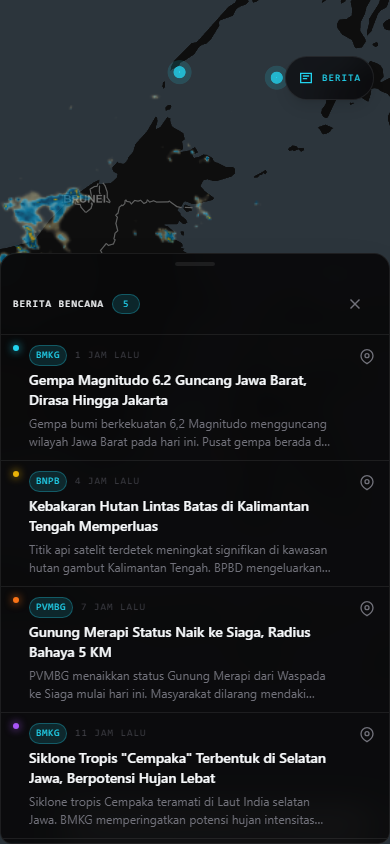 BERITA
BRUNEI
BERITA BENCANA 5
BMKG 1 JAM LALU
Gempa Magnitudo 6.2 Guncang Jawa Barat,
Dirasa Hingga Jakarta
Gempa bumi berkekuatan 6,2 Magnitudo mengguncang
wilayah Jawa Barat pada hari ini. Pusat gempa berada d...
BNPB 4 JAM LALU
Kebakaran Hutan Lintas Batas di Kalimantan
Tengah Memperluas
Titik api satelit terdetek meningkat signifikan di kawasan
hutan gambut Kalimantan Tengah. BPBD mengeluarkan...
PVMBG 7 JAM LALU
Gunung Merapi Status Naik ke Siaga, Radius
Bahaya 5 KM
PVMBG menaikkan status Gunung Merapi dari Waspada
ke Siaga mulai hari ini. Masyarakat dilarang mendaki...
BMKG 11 JAM LALU
Siklone Tropis "Cempaka" Terbentuk di Selatan
Jawa, Berpotensi Hujan Lebat
Siklone tropis Cempaka teramati di Laut India selatan
Jawa. BMKG memperingatkan potensi hujan intensitas...